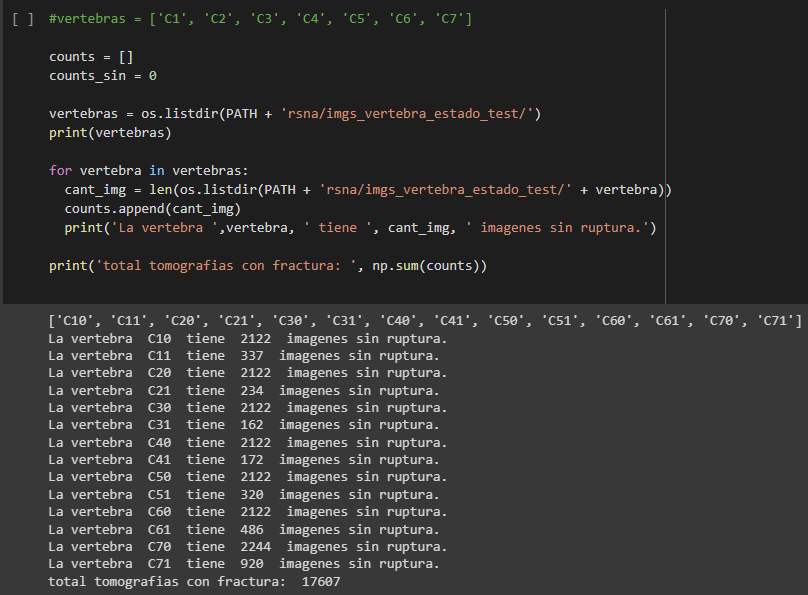 [ ] #vertebras = ['C1', 'C2', 'C3', 'C4', 'C5', 'C6', 'C7']
counts = []
counts_sin = 0
vertebras = os.listdir(PATH + 'rsna/imgs_vertebra_estado_test/')
print(vertebras)
for vertebra in vertebras:
cant_img = len(os.listdir(PATH + 'rsna/imgs_vertebra_estado_test/' + vertebra))
counts.append(cant_img)
print('La vertebra ',vertebra, ' tiene ', cant_img, ' imagenes sin ruptura.')
print('total tomografias con fractura: ', np.sum(counts))
['C10', 'C11', 'C20', 'C21', 'C30', 'C31', 'C40', 'C41', 'C50', 'C51', 'C60', 'C61', 'C70', 'C71']
La vertebra  C10  tiene  2122  imagenes sin ruptura.
La vertebra  C11  tiene  337  imagenes sin ruptura.
La vertebra  C20  tiene  2122  imagenes sin ruptura.
La vertebra  C21  tiene  234  imagenes sin ruptura.
La vertebra  C30  tiene  2122  imagenes sin ruptura.
La vertebra  C31  tiene  162  imagenes sin ruptura.
La vertebra  C40  tiene  2122  imagenes sin ruptura.
La vertebra  C41  tiene  172  imagenes sin ruptura.
La vertebra  C50  tiene  2122  imagenes sin ruptura.
La vertebra  C51  tiene  320  imagenes sin ruptura.
La vertebra  C60  tiene  2122  imagenes sin ruptura.
La vertebra  C61  tiene  486  imagenes sin ruptura.
La vertebra  C70  tiene  2244  imagenes sin ruptura.
La vertebra  C71  tiene  920  imagenes sin ruptura.
total tomografias con fractura:  17607